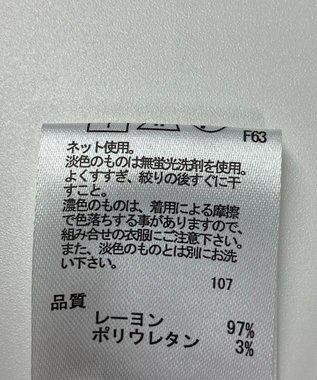 F63
ネット使用。
淡色のものは無蛍光洗剤を使用。
よくすすぎ、絞りの後すぐに干
すこと。
濃色のものは、着用による摩擦
で色落ちする事がありますので、
組み合せの衣服にご注意下さい。
また、淡色のものとは別にお洗
い下さい。
107
品質
レーヨン 97%
ポリウレタン 3%